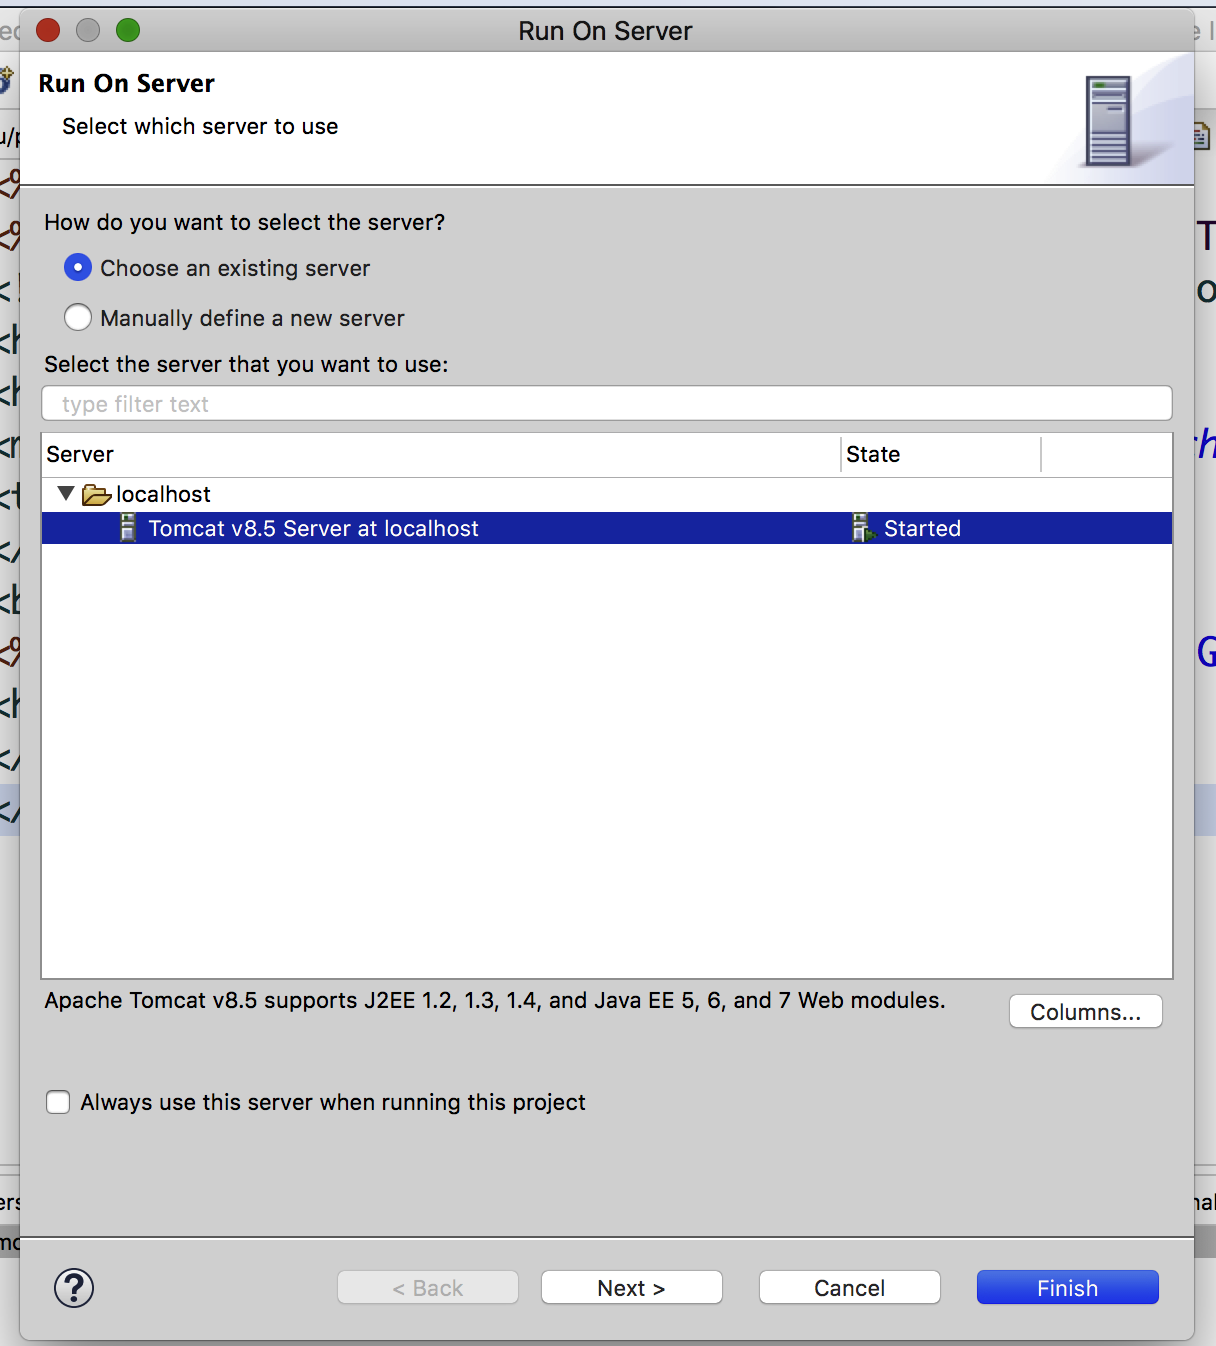 Run On Server
Run On Server
Select which server to use
How do you want to select the server?
Choose an existing server
Manually define a new server
Select the server that you want to use:
type filter text
Server State
localhost
Tomcat v8.5 Server at localhost Started
Apache Tomcat v8.5 supports J2EE 1.2, 1.3, 1.4, and Java EE 5, 6, and 7 Web modules.
Columns...
Always use this server when running this project
? < Back Next > Cancel Finish